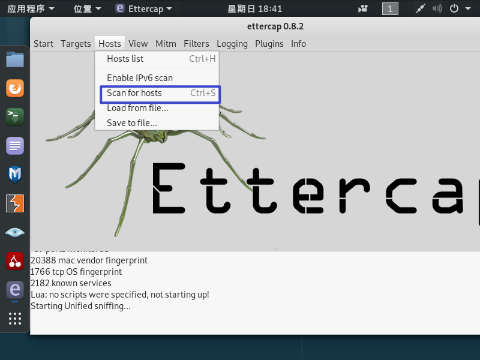 应用程序 位置 Ettercap 星期日 18:41 1
ettercap 0.8.2
Start Targets Hosts View Mitm Filters Logging Plugins Info
Hosts list Ctrl+H
Enable IPv6 scan
Scan for hosts Ctrl+S
Load from file...
Save to file...
Ettercap
20388 mac vendor fingerprint
1766 tcp OS fingerprint
2182 known services
Lua: no scripts were specified, not starting up!
Starting Unified sniffing...